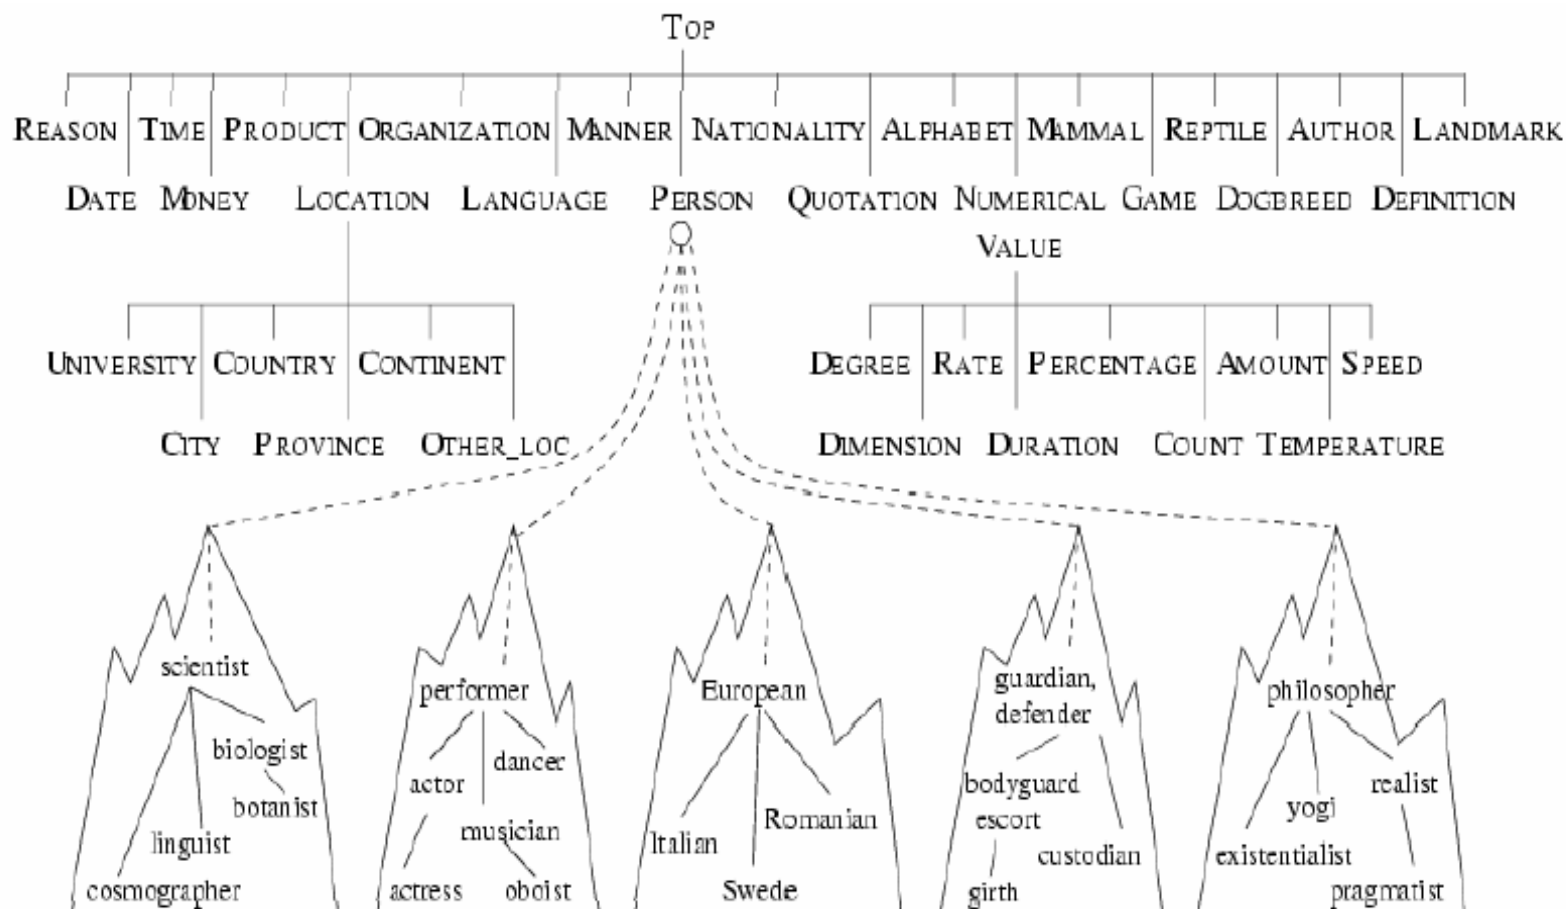 TOP
REASON TIME PRODUCT ORGANIZATION MANNER NATIONALITY ALPHABET MAMMAL REPTILE AUTHOR LANDMARK
DATE MONEY LOCATION LANGUAGE PERSON QUOTATION NUMERICAL GAME DOGBREED DEFINITION
VALUE
UNIVERSITY COUNTRY CONTINENT DEGREE RATE PERCENTAGE AMOUNT SPEED
CITY PROVINCE OTHER_LOC DIMENSION DURATION COUNT TEMPERATURE
scientist
biologist
botanist
linguist
cosmographer
performer
dancer
actor
musician
actress oboist
European
Romanian
Italian
Swede
guardian,
defender
bodyguard
escort
custodian
girth
philosopher
realist
yogi
existentialist
pragmatist